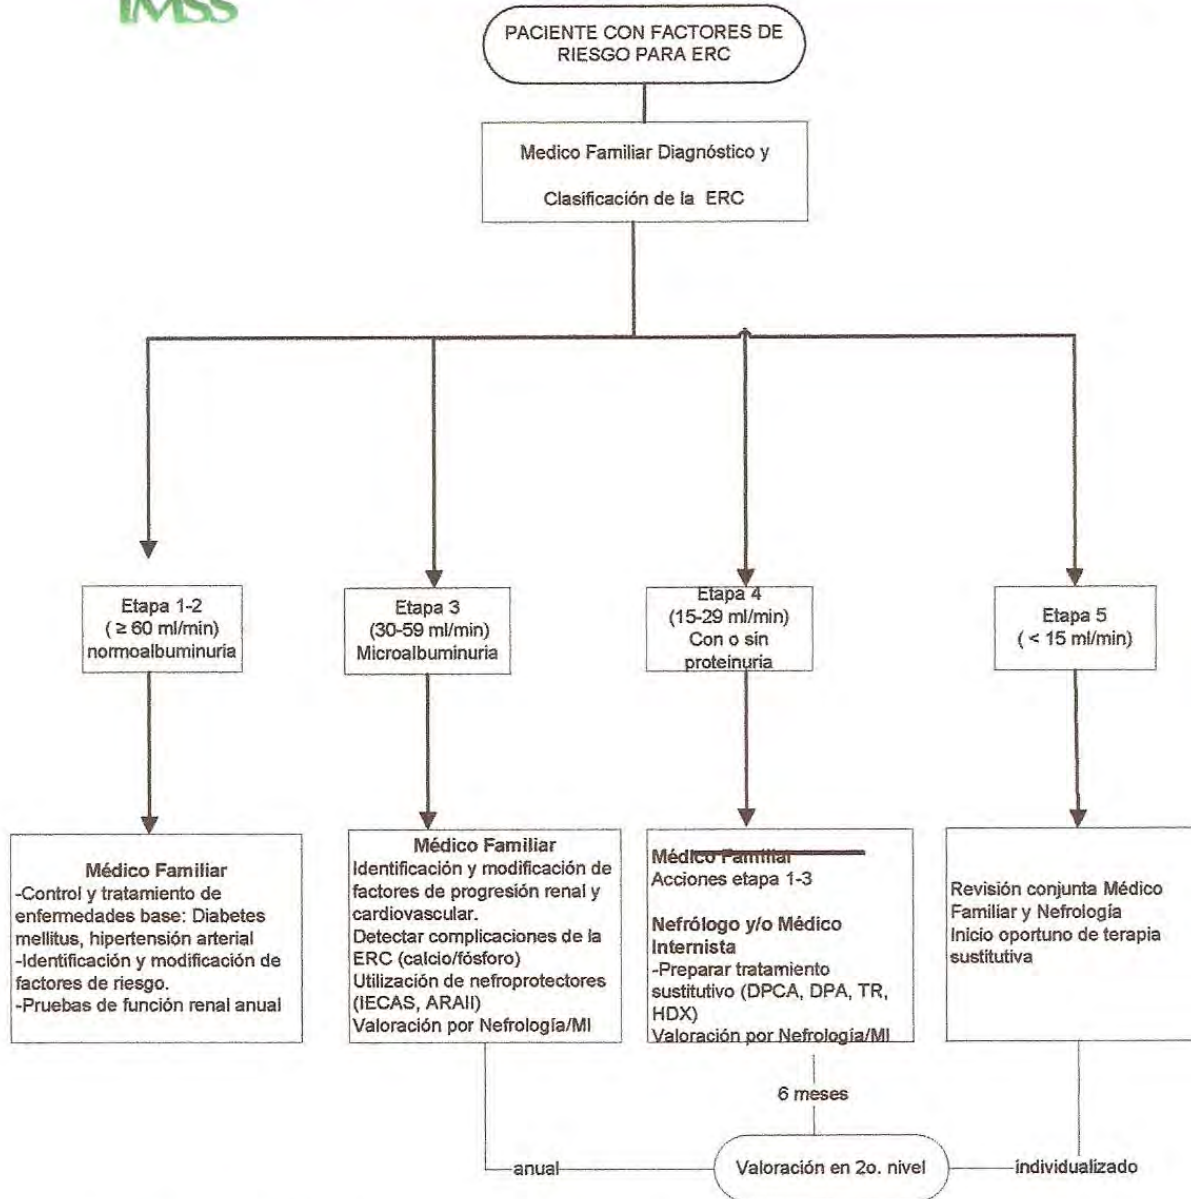 IMSS
PACIENTE CON FACTORES DE
RIESGO PARA ERC
Medico Familiar Diagnóstico y
Clasificación de la ERC
Etapa 1-2
( ≥ 60 ml/min)
normoalbuminuria
Etapa 3
(30-59 ml/min)
Microalbuminuria
Etapa 4
(15-29 ml/min)
Con o sin
proteinuria
Etapa 5
( < 15 ml/min)
Médico Familiar
-Control y tratamiento de
enfermedades base: Diabetes
mellitus, hipertensión arterial
-Identificación y modificación de
factores de riesgo.
-Pruebas de función renal anual
Médico Familiar
Identificación y modificación de
factores de progresión renal y
cardiovascular.
Detectar complicaciones de la
ERC (calcio/fósforo)
Utilización de nefroprotectores
(IECAS, ARAII)
Valoración por Nefrología/MI
Médico Familiar
Acciones etapa 1-3
Nefrólogo y/o Médico
Internista
-Preparar tratamiento
sustitutivo (DPCA, DPA, TR,
HDX)
Valoración por Nefrología/MI
Revisión conjunta Médico
Familiar y Nefrología
Inicio oportuno de terapia
sustitutiva
6 meses
anual
Valoración en 2o. nivel
individualizado